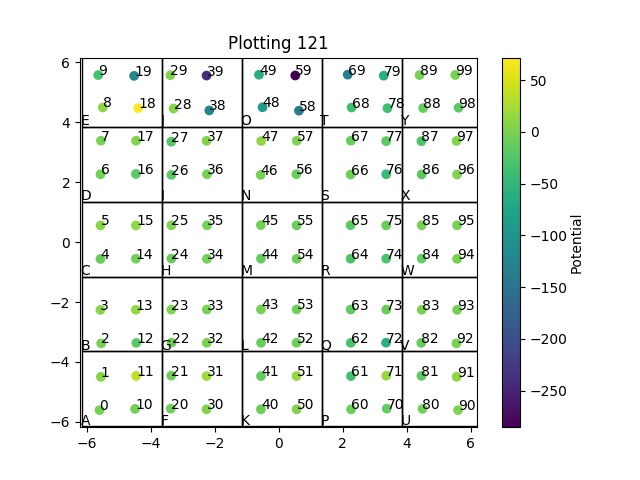 Plotting 121
6
9 19 29 39 49 59 69 79 89 99
50
8 18 28 38 48 58 68 78 88 98
4
E J O T Y
0
7 17 27 37 47 57 67 77 87 97
6 16 26 36 46 56 66 76 86 96
2
−50
D I N S X
5 15 25 35 45 55 65 75 85 95
−100
0
4 14 24 34 44 54 64 74 84 94
Potential
C H M R W
−150
−2
3 13 23 33 43 53 63 73 83 93
−200
2 12 22 32 42 52 62 72 82 92
B G L Q V
−4
1 11 21 31 41 51 61 71 81 91
−250
0 10 20 30 40 50 60 70 80 90
−6
A F K P U
−6 −4 −2 0 2 4 6